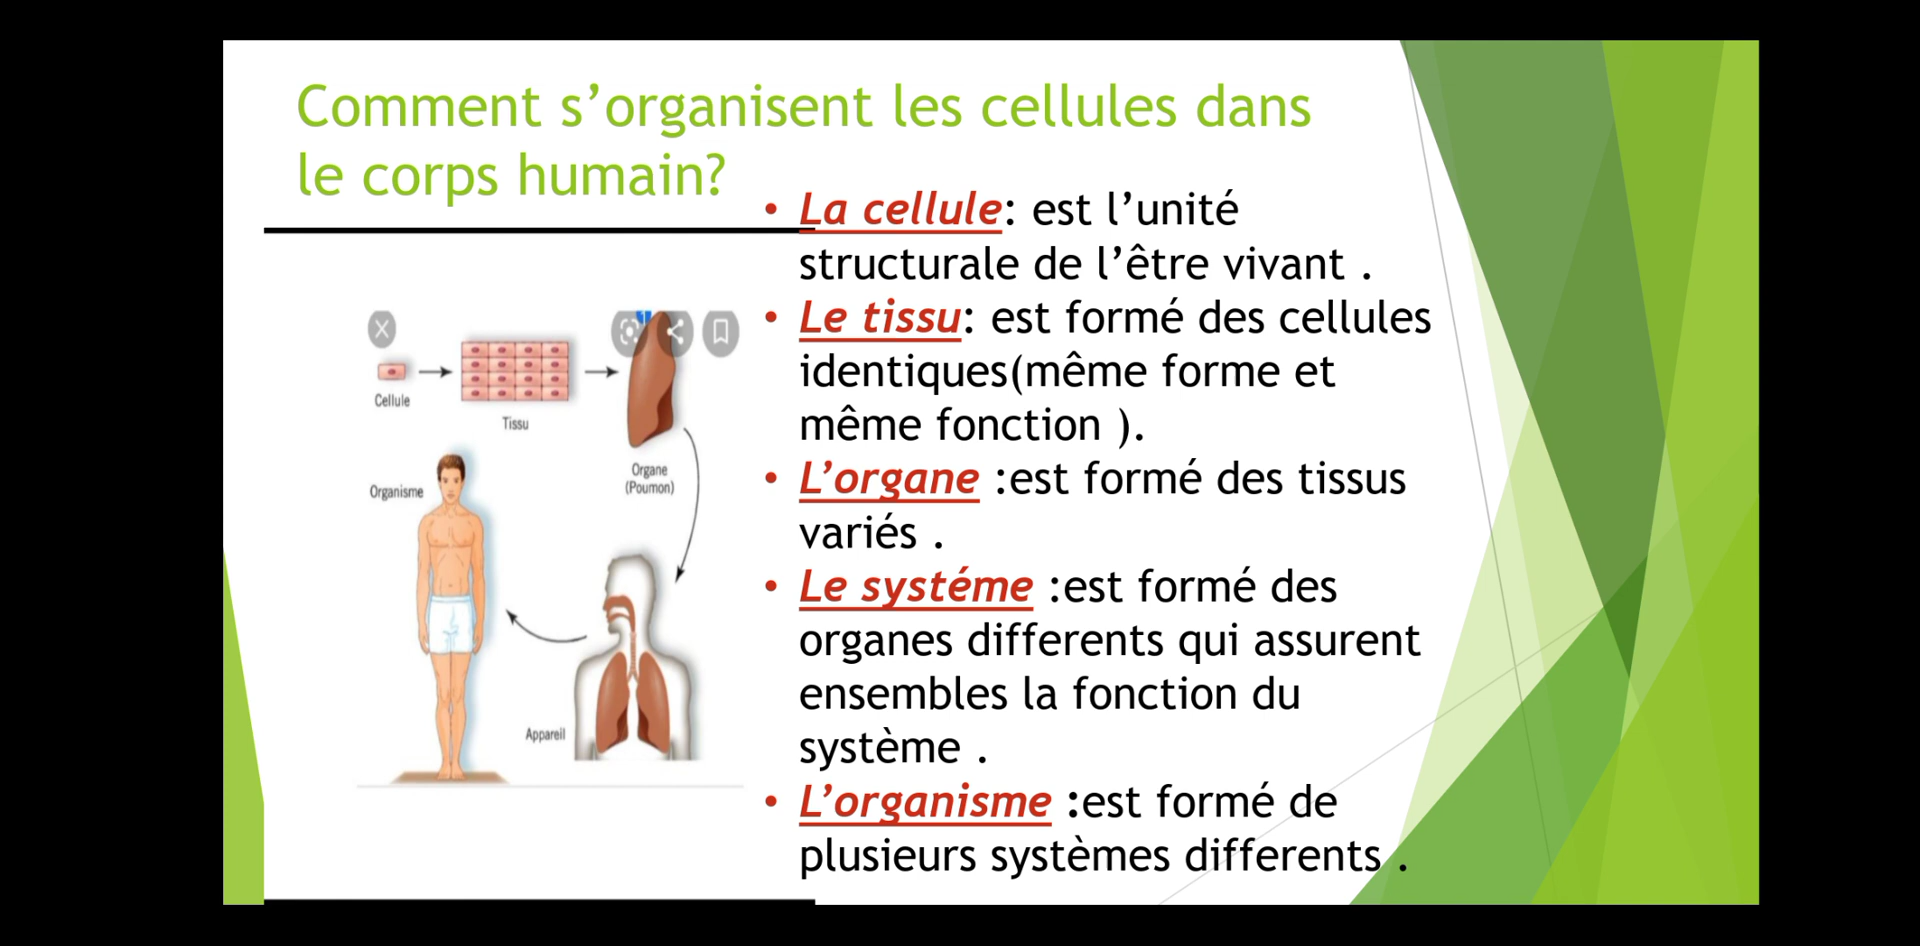 Comment s’organisent les cellules dans
le corps humain?
• La cellule: est l’unité
structurale de l’être vivant .
• Le tissu: est formé des cellules
identiques(même forme et
même fonction ).
• L’organe :est formé des tissus
variés .
• Le systéme :est formé des
organes differents qui assurent
ensembles la fonction du
système .
• L’organisme :est formé de
plusieurs systèmes differents .
Cellule
Tissu
1
Organe
(Poumon)
Organisme
Appareil